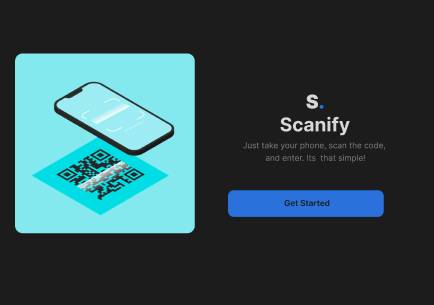 s.
Scanify
Just take your phone, scan the code,
and enter. Its that simple!
Get Started